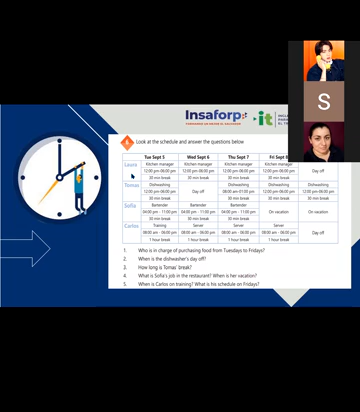 Insaforp
it
S
Look at the schedule and answer the questions below
Tue Sept 5 Wed Sept 6 Thu Sept 7 Fri Sept 8
Laura Kitchen manager Kitchen manager Kitchen manager Kitchen manager Day off
12:00 pm-06:00 pm 12:00 pm-06:00 pm 12:00 pm-06:00 pm 12:00 pm-06:00 pm
30 min break 30 min break 30 min break 30 min break
Tomas Dishwashing Day off Dishwashing Dishwashing Dishwashing
12:00 pm-06:00 pm 08:00 am-01:00 pm 12:00 pm-06:00 pm 12:00 pm-06:00 pm
30 min break 30 min break 30 min break 30 min break
Sofia Bartender Bartender Bartender On vacation On vacation
04:00 pm - 11:00 pm 04:00 pm - 11:00 pm 04:00 pm - 11:00 pm
30 min break 30 min break 30 min break
Carlos Training Server Server Server Day off
08:00 am - 06:00 pm 08:00 am - 06:00 pm 08:00 am - 06:00 pm 08:00 am - 06:00 pm
1 hour break 1 hour break 1 hour break 1 hour break
1. Who is in charge of purchasing food from Tuesdays to Fridays?
2. When is the dishwasher's day off?
3. How long is Tomas' break?
4. What is Sofia's job in the restaurant? When is her vacation?
5. When is Carlos on training? What is his schedule on Fridays?